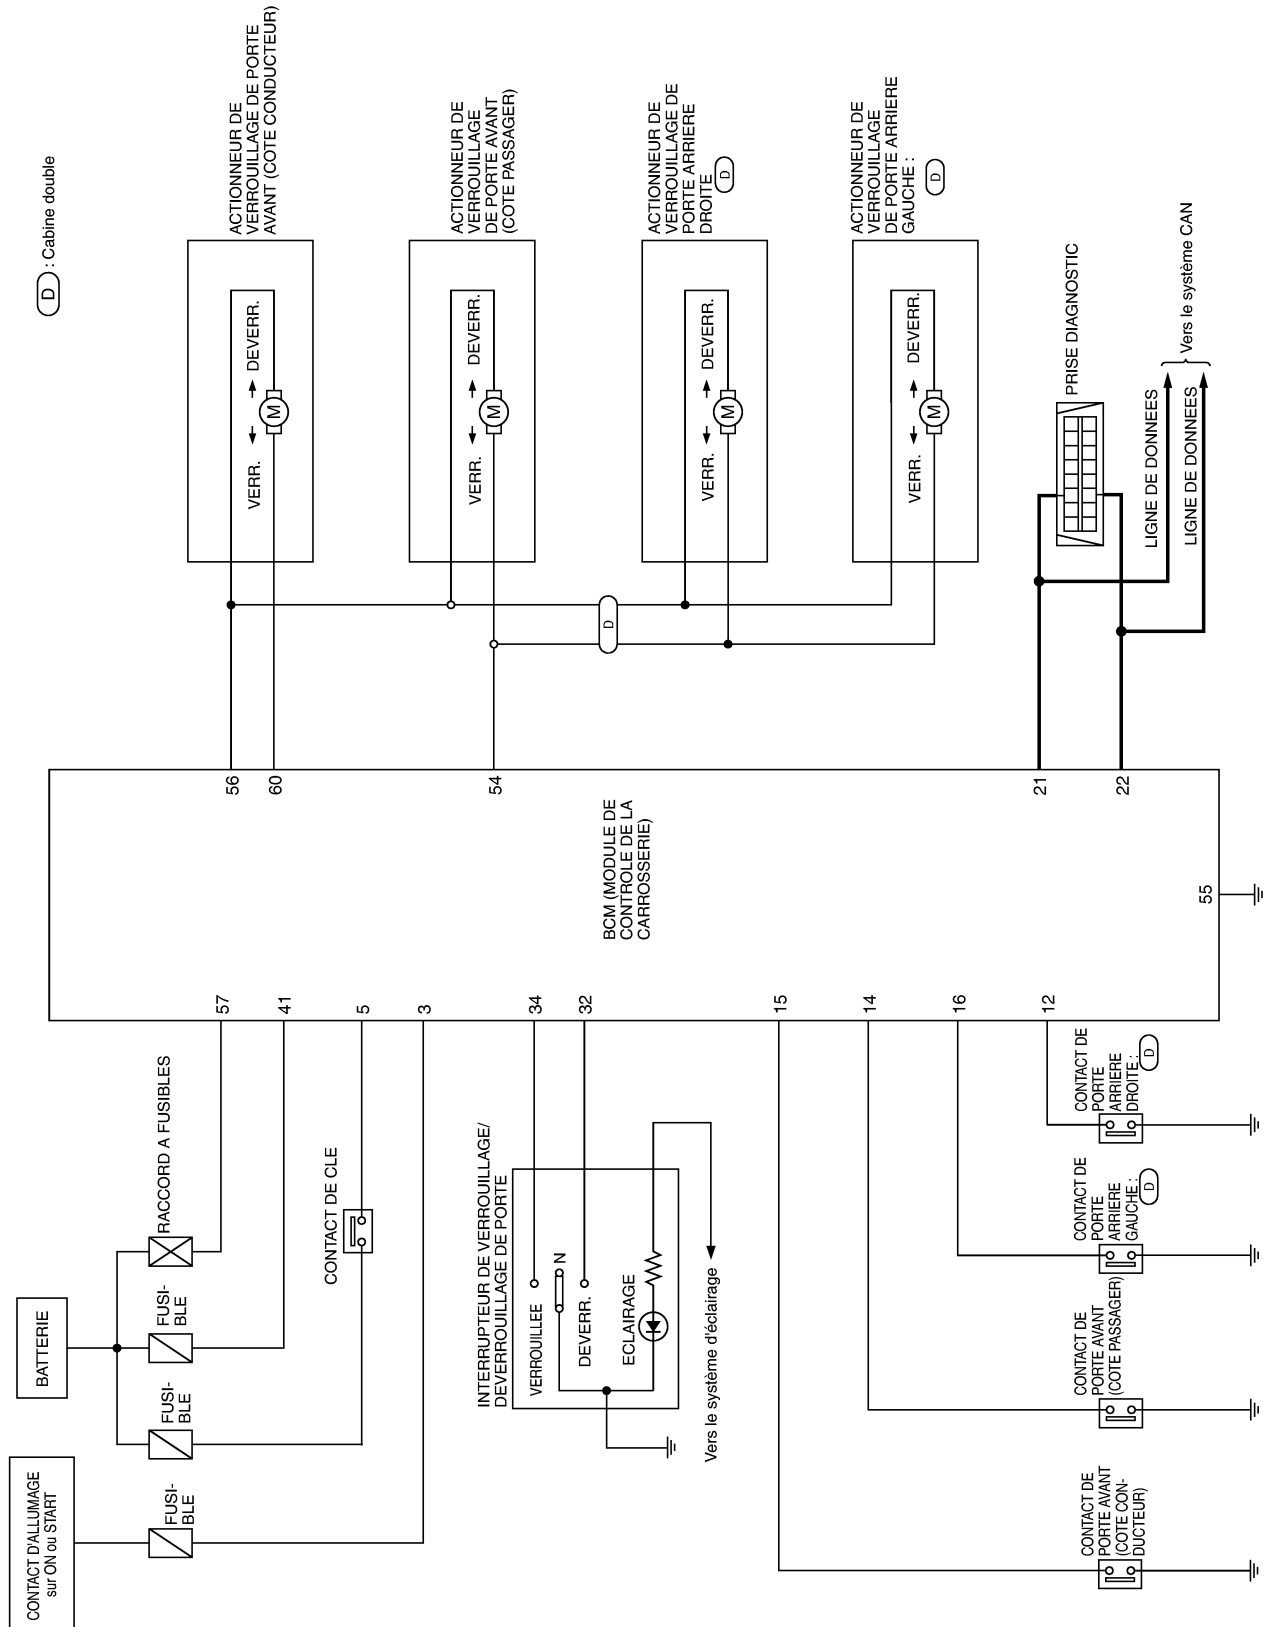 CONTACT D'ALLUMAGE
sur ON ou START
BATTERIE
FUSI-
BLE
FUSI-
BLE
FUSI-
BLE
RACCORD A FUSIBLES
CONTACT DE CLE
INTERRUPTEUR DE VERROUILLAGE/
DEVERROUILLAGE DE PORTE
VERROUILLEE
N
DEVERR.
ECLAIRAGE
Vers le système d'éclairage
CONTACT DE
PORTE AVANT
(COTE CON-
DUCTEUR)
CONTACT DE
PORTE AVANT
(COTE PASSAGER)
CONTACT DE
PORTE
ARRIERE
GAUCHE :
D
CONTACT DE
PORTE
ARRIERE
DROITE :
D
57
41
5
3
34
32
15
14
16
12
BCM (MODULE DE
CONTROLE DE LA
CARROSSERIE)
55
56
60
54
21
22
D
D : Cabine double
VERR.
DEVERR.
M
ACTIONNEUR DE
VERROUILLAGE DE PORTE
AVANT (COTE CONDUCTEUR)
VERR.
DEVERR.
M
ACTIONNEUR DE
VERROUILLAGE
DE PORTE AVANT
(COTE PASSAGER)
VERR.
DEVERR.
M
ACTIONNEUR DE
VERROUILLAGE DE
PORTE ARRIERE
DROITE
D
VERR.
DEVERR.
M
ACTIONNEUR DE
VERROUILLAGE
DE PORTE ARRIERE
GAUCHE :
D
PRISE DIAGNOSTIC
LIGNE DE DONNEES
LIGNE DE DONNEES
Vers le système CAN